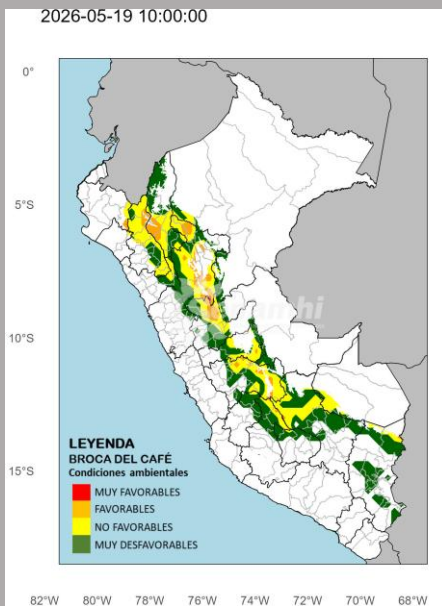 2026-05-19 10:00:00
0°
5°S
10°S
15°S
senamhi
LEYENDA
BROCA DEL CAFÉ
Condiciones ambientales
MUY FAVORABLES
FAVORABLES
NO FAVORABLES
MUY DESFAVORABLES
82°W 80°W 78°W 76°W 74°W 72°W 70°W 68°W